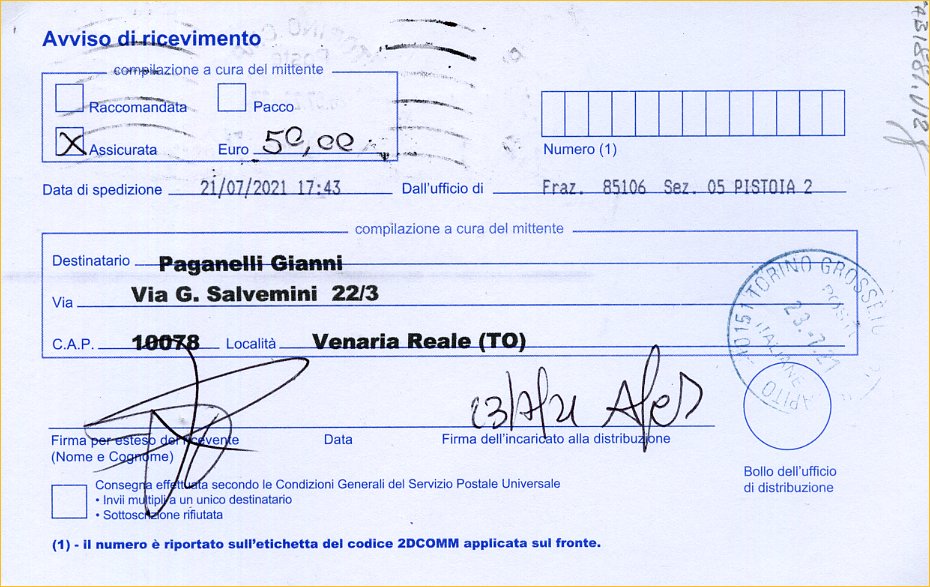 Avviso di ricevimento
compilazione a cura del mittente
Raccomandata Pacco
X Assicurata Euro 50,00
Numero (1)
Data di spedizione 21/07/2021 17:43 Dall'ufficio di Fraz. 85106 Sez. 05 PISTOIA 2
compilazione a cura del mittente
Destinatario Paganelli Gianni
Via Via G. Salvemini 22/3
C.A.P. 10078 Località Venaria Reale (TO)
TORINO
23.7.21
ITALIANE
23/7/21
Firma per esteso del ricevente Data Firma dell'incaricato alla distribuzione
(Nome e Cognome)
Bollo dell'ufficio
di distribuzione
Consegna effettuata secondo le Condizioni Generali del Servizio Postale Universale
• Invii multipli a un unico destinatario
• Sottoscrizione rifiutata
(1) - il numero è riportato sull'etichetta del codice 2DCOMM applicata sul fronte.